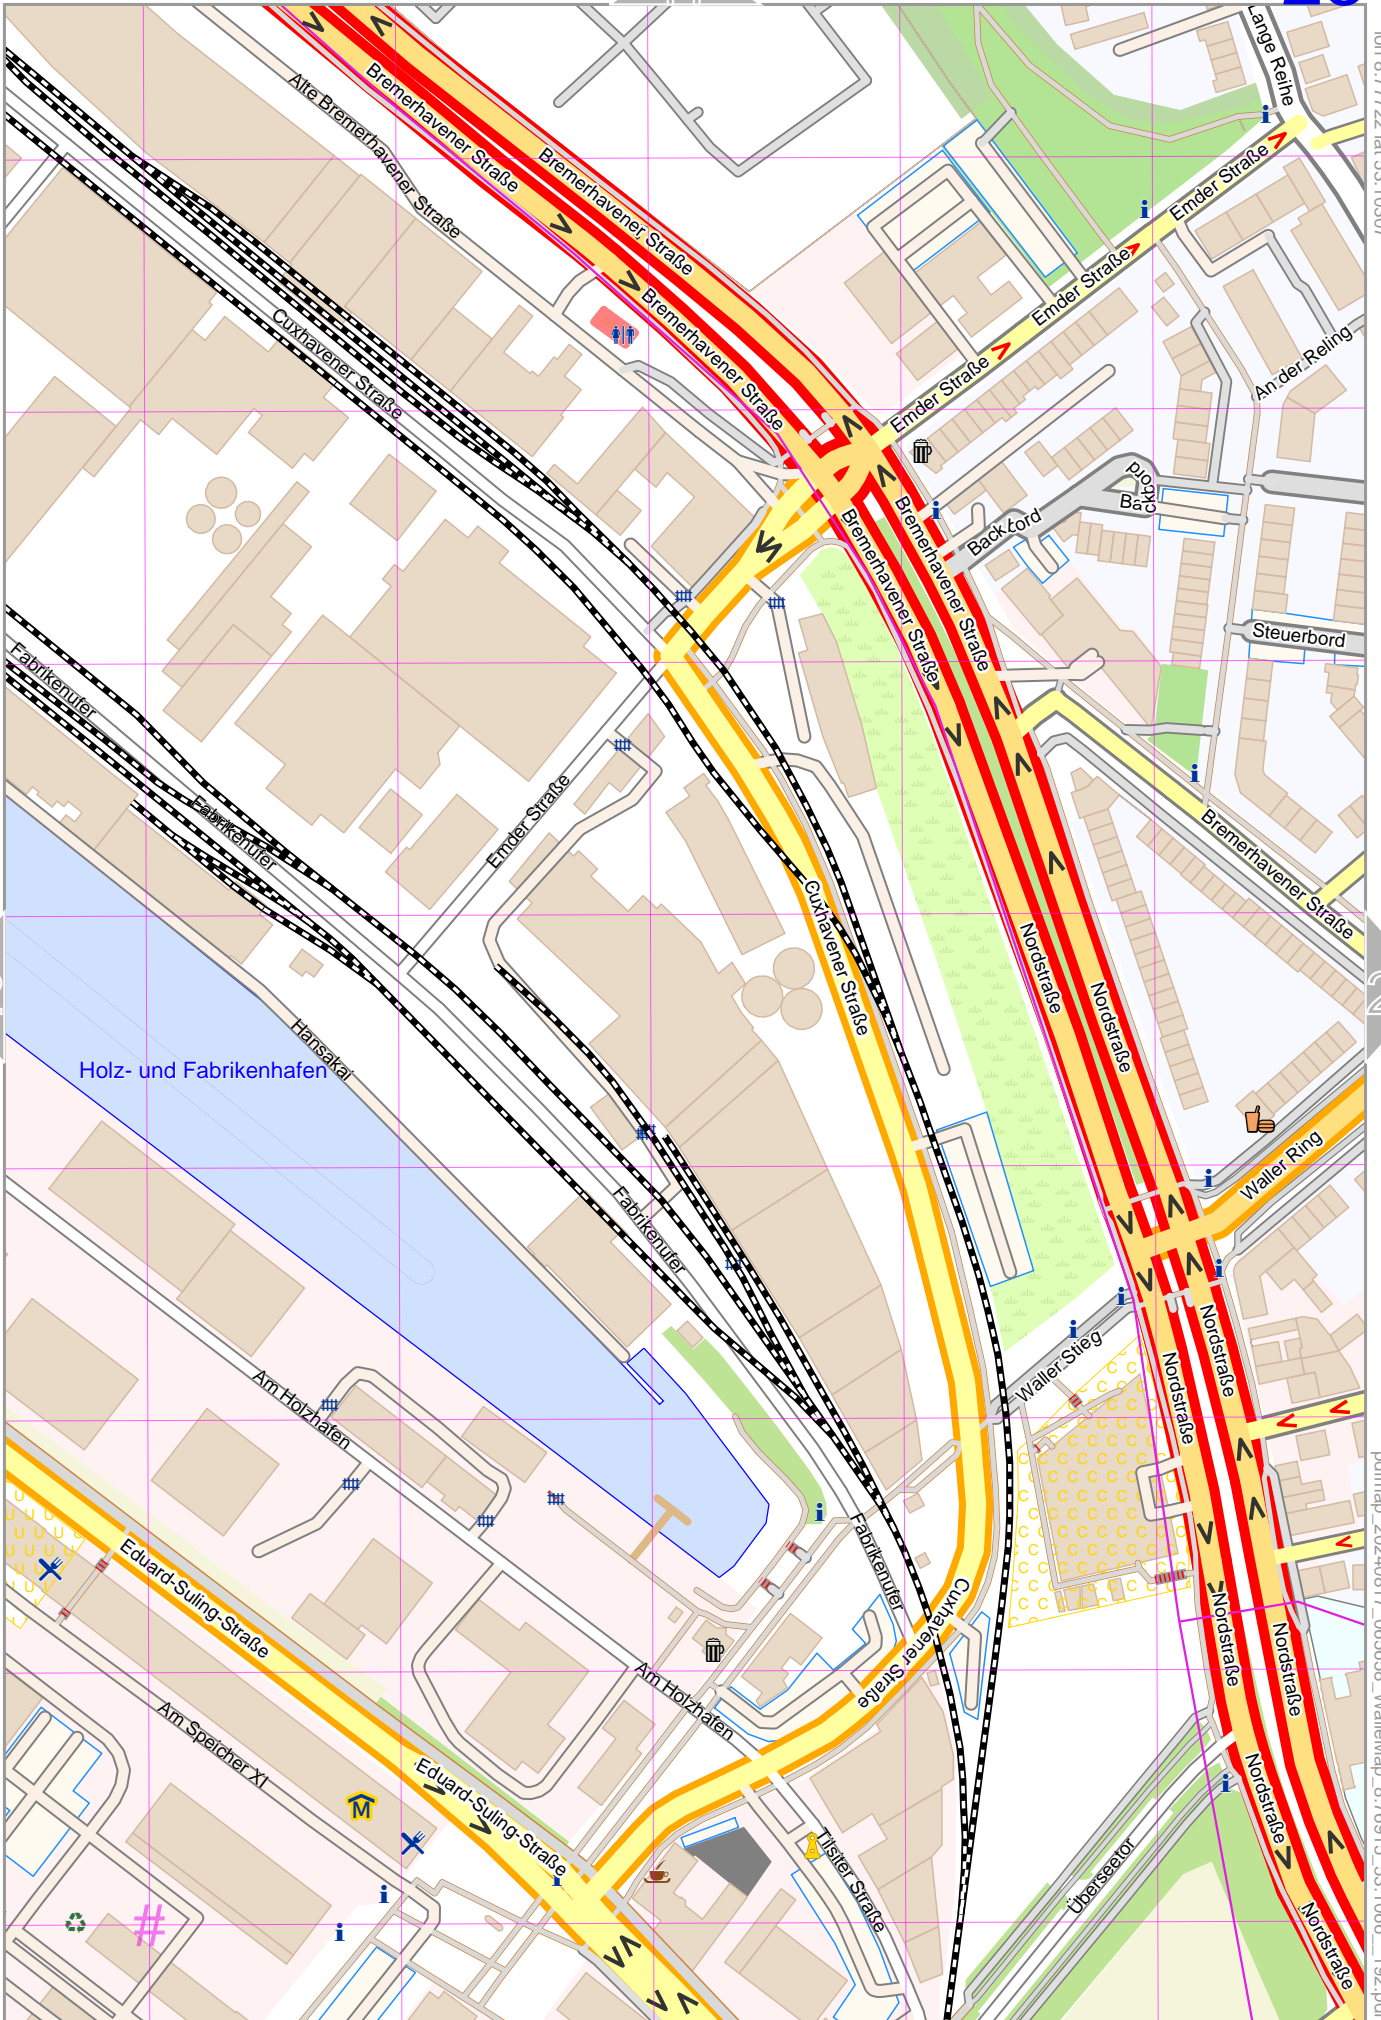 Lange Reihe
Bremerhavener Straße
Alte Bremerhavener Straße
Bremerhavener Straße
Emder Straße
Emder Straße
Bremerhavener Straße
Emder Straße
Cuxhavener Straße
An der Reling
Emder Straße
Backbord
Bremerhavener Straße
Bremerhavener Straße
Backbord
Steuerbord
Fabrikenufer
Fabrikenufer
Emder Straße
Bremerhavener Straße
Cuxhavener Straße
Nordstraße
Nordstraße
Hansakai
Holz- und Fabrikenhafen
Waller Ring
Fabrikenufer
Nordstraße
Waller Stieg
Nordstraße
Am Holzhafen
Fabrikenufer
Eduard-Suling-Straße
Cuxhavener Straße
Nordstraße
Nordstraße
Am Holzhafen
Am Speicher XI
Eduard-Suling-Straße
Nordstraße
Tilsiter Straße
Überseetor
Nordstraße